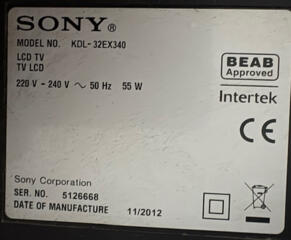 SONY
MODEL NO. KDL-32EX340
LCD TV
TV LCD
220 V - 240 V ~ 50 Hz 55 W
BEAB
Approved
Intertek
CE
Sony Corporation
SER. NO. 5126668
DATE OF MANUFACTURE 11/2012